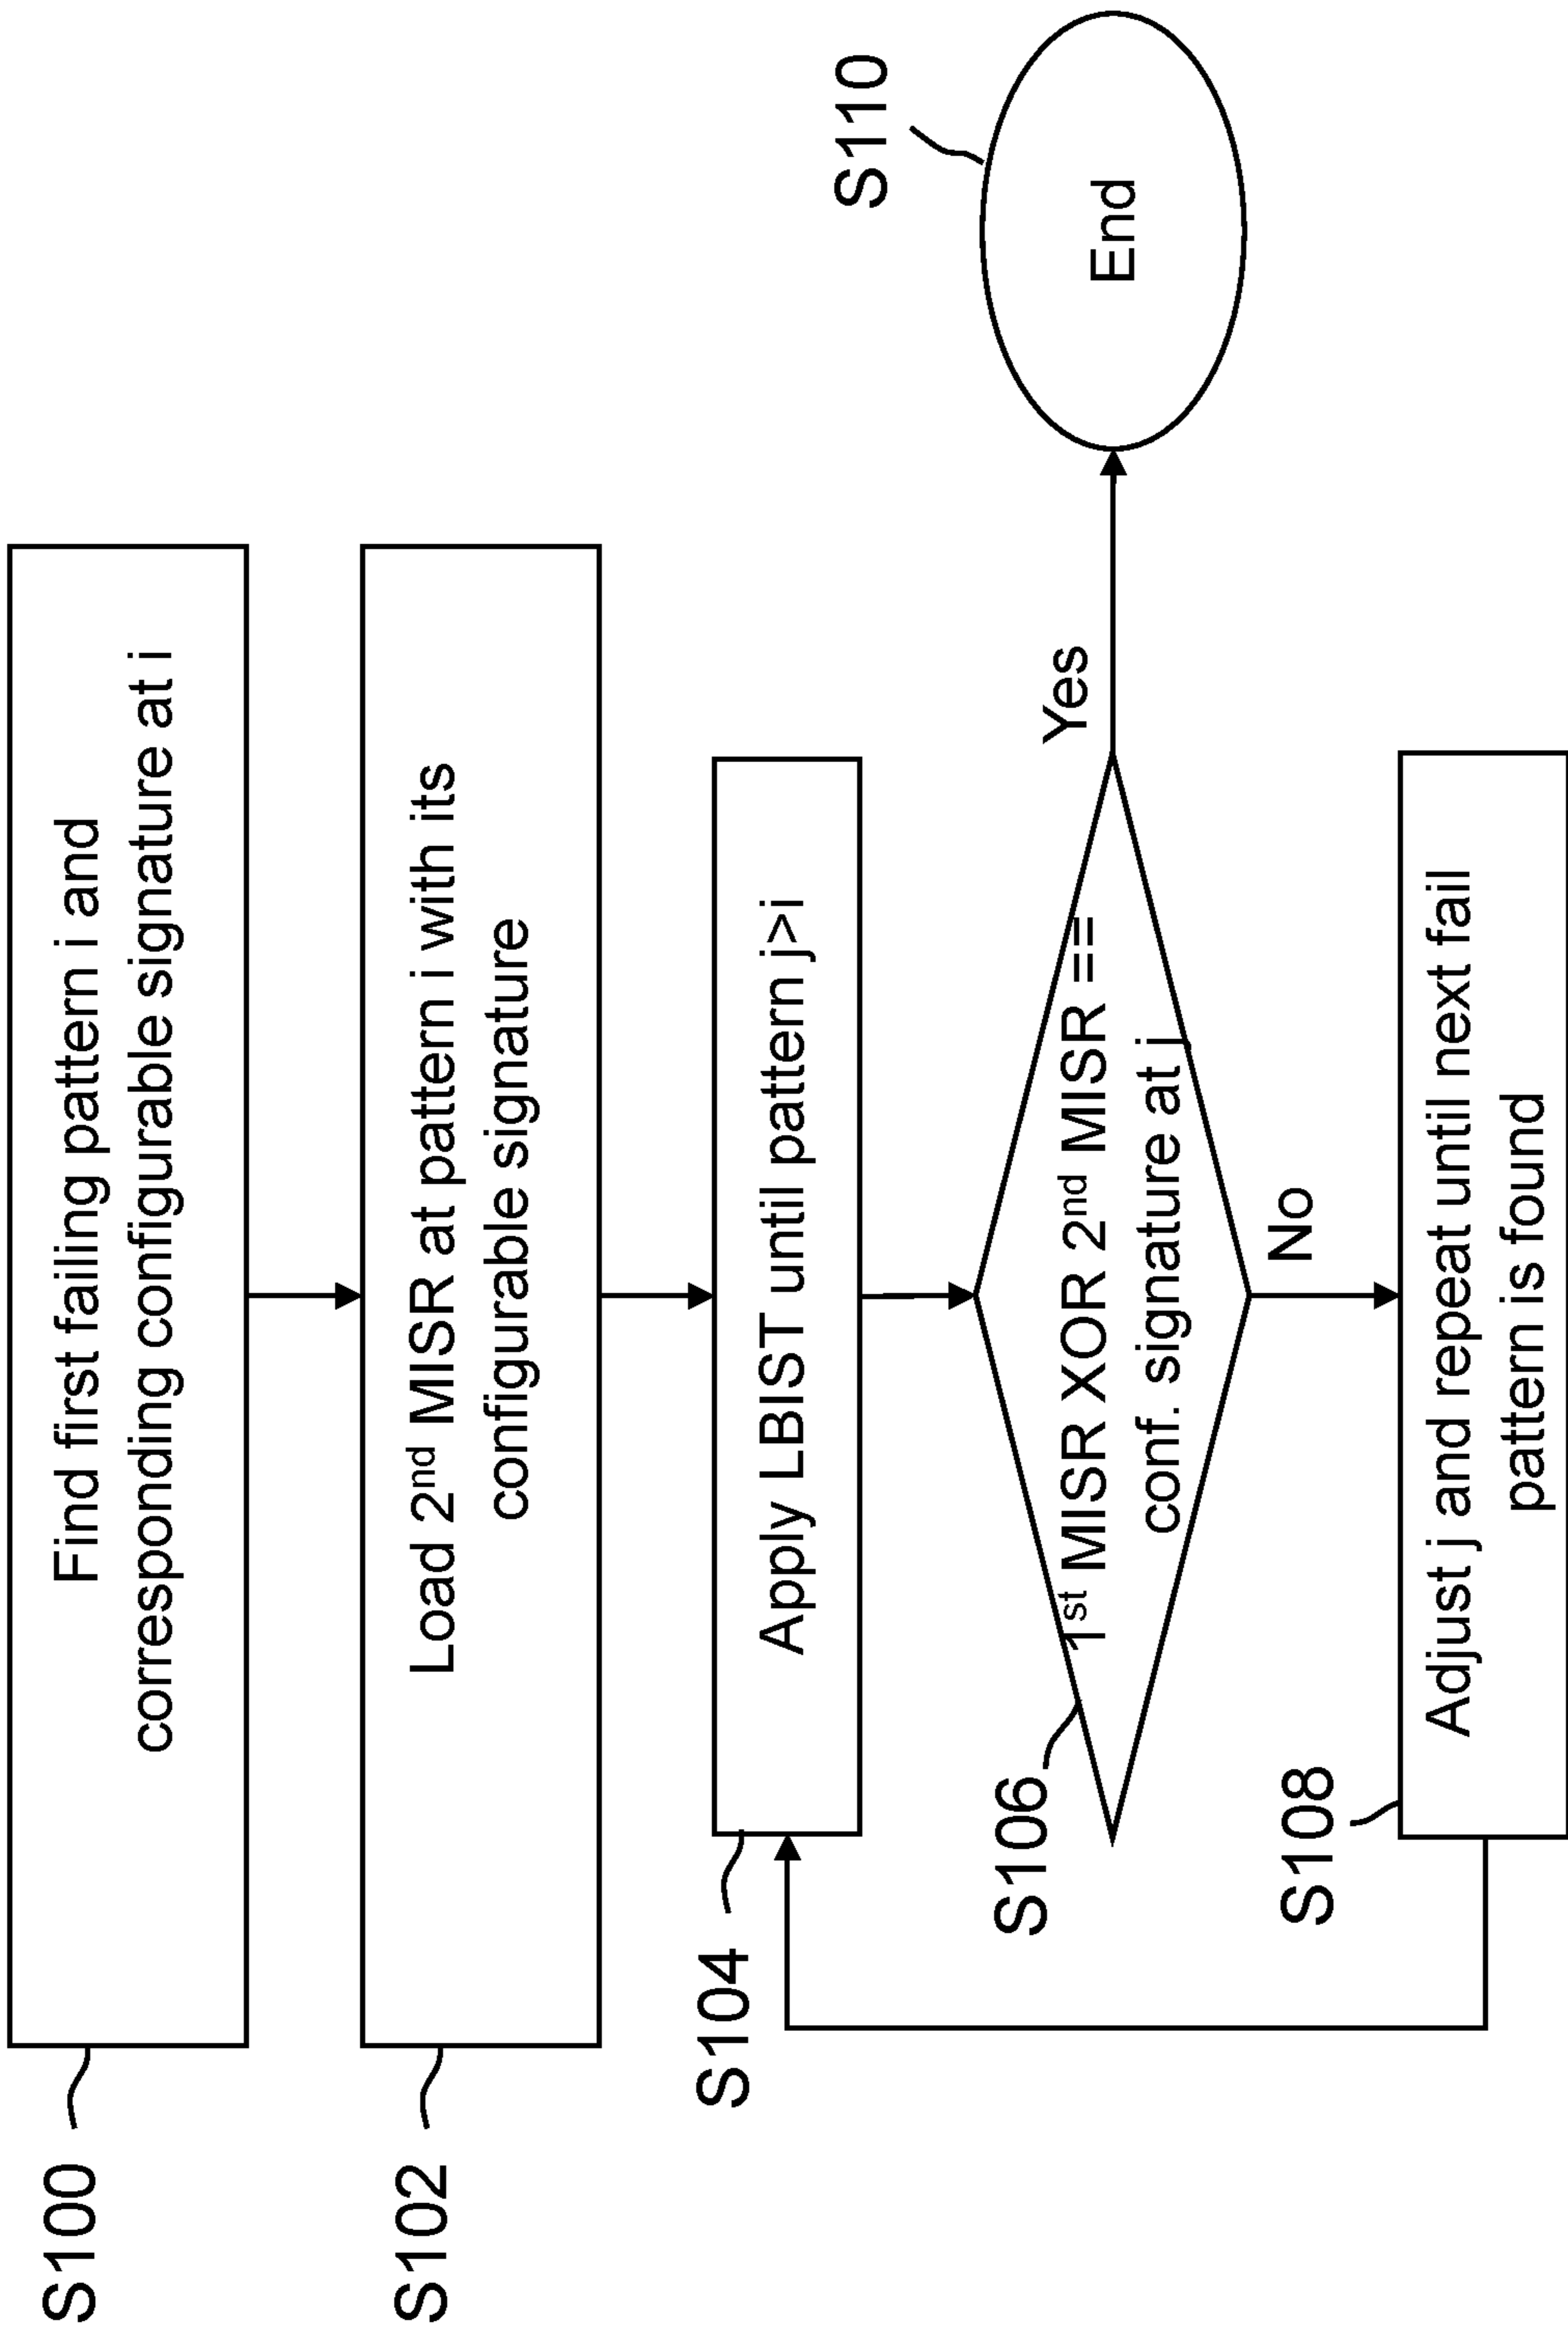 S100
Find first failing pattern i and
corresponding configurable signature at i
S102
Load 2nd MISR at pattern i with its
configurable signature
S104
Apply LBIST until pattern j>i
S106
1st MISR XOR 2nd MISR ==
conf. signature at j
Yes
S110
End
No
S108
Adjust j and repeat until next fail
pattern is found